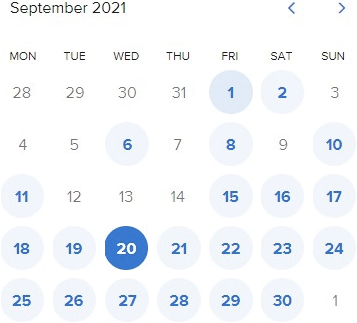 September 2021
MON TUE WED THU FRI SAT SUN
28 29 30 31 1 2 3
4 5 6 7 8 9 10
11 12 13 14 15 16 17
18 19 20 21 22 23 24
25 26 27 28 29 30 1